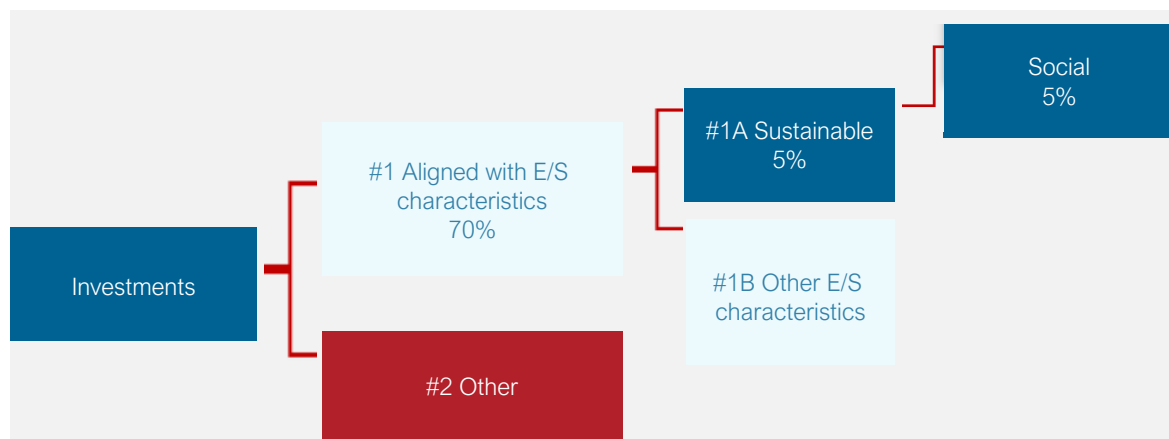 Social
5%
#1A Sustainable
5%
#1 Aligned with E/S
characteristics
70%
Investments
#1B Other E/S
characteristics
#2 Other